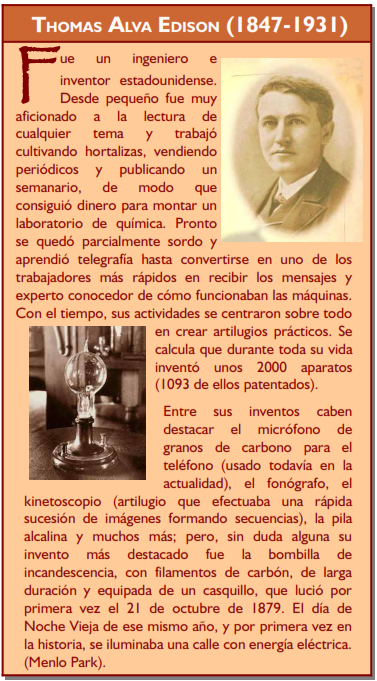 THOMAS ALVA EDISON (1847-1931)
Fue un ingeniero e
inventor estadounidense.
Desde pequeño fue muy
aficionado a la lectura de
cualquier tema y trabajó
cultivando hortalizas, vendiendo
periódicos y publicando un
semanario, de modo que
consiguió dinero para montar un
laboratorio de química. Pronto
se quedó parcialmente sordo y
aprendió telegrafía hasta convertirse en uno de los
trabajadores más rápidos en recibir los mensajes y
experto conocedor de cómo funcionaban las máquinas.
Con el tiempo, sus actividades se centraron sobre todo
en crear artilugios prácticos. Se
calcula que durante toda su vida
inventó unos 2000 aparatos
(1093 de ellos patentados).
Entre sus inventos caben
destacar el micrófono de
granos de carbono para el
teléfono (usado todavía en la
actualidad), el fonógrafo, el
kinetoscopio (artilugio que efectuaba una rápida
sucesión de imágenes formando secuencias), la pila
alcalina y muchos más; pero, sin duda alguna su
invento más destacado fue la bombilla de
incandescencia, con filamentos de carbón, de larga
duración y equipada de un casquillo, que lució por
primera vez el 21 de octubre de 1879. El día de
Noche Vieja de ese mismo año, y por primera vez en
la historia, se iluminaba una calle con energía eléctrica.
(Menlo Park).